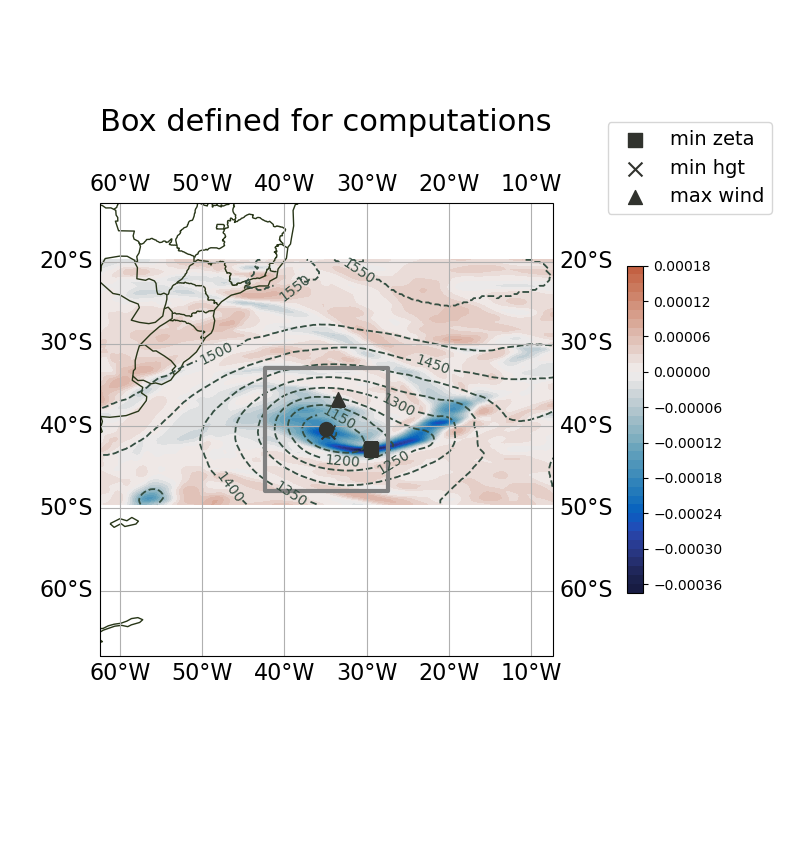 Box defined for computations
min zeta
min hgt
max wind
60°W 50°W 40°W 30°W 20°W 10°W
20°S 20°S
30°S 30°S
40°S 40°S
50°S 50°S
60°S 60°S
60°W 50°W 40°W 30°W 20°W 10°W
1550
1550
1500
1450
1300
1150
1200
1250
1400
1350
0.00018
0.00012
0.00006
0.00000
−0.00006
−0.00012
−0.00018
−0.00024
−0.00030
−0.00036